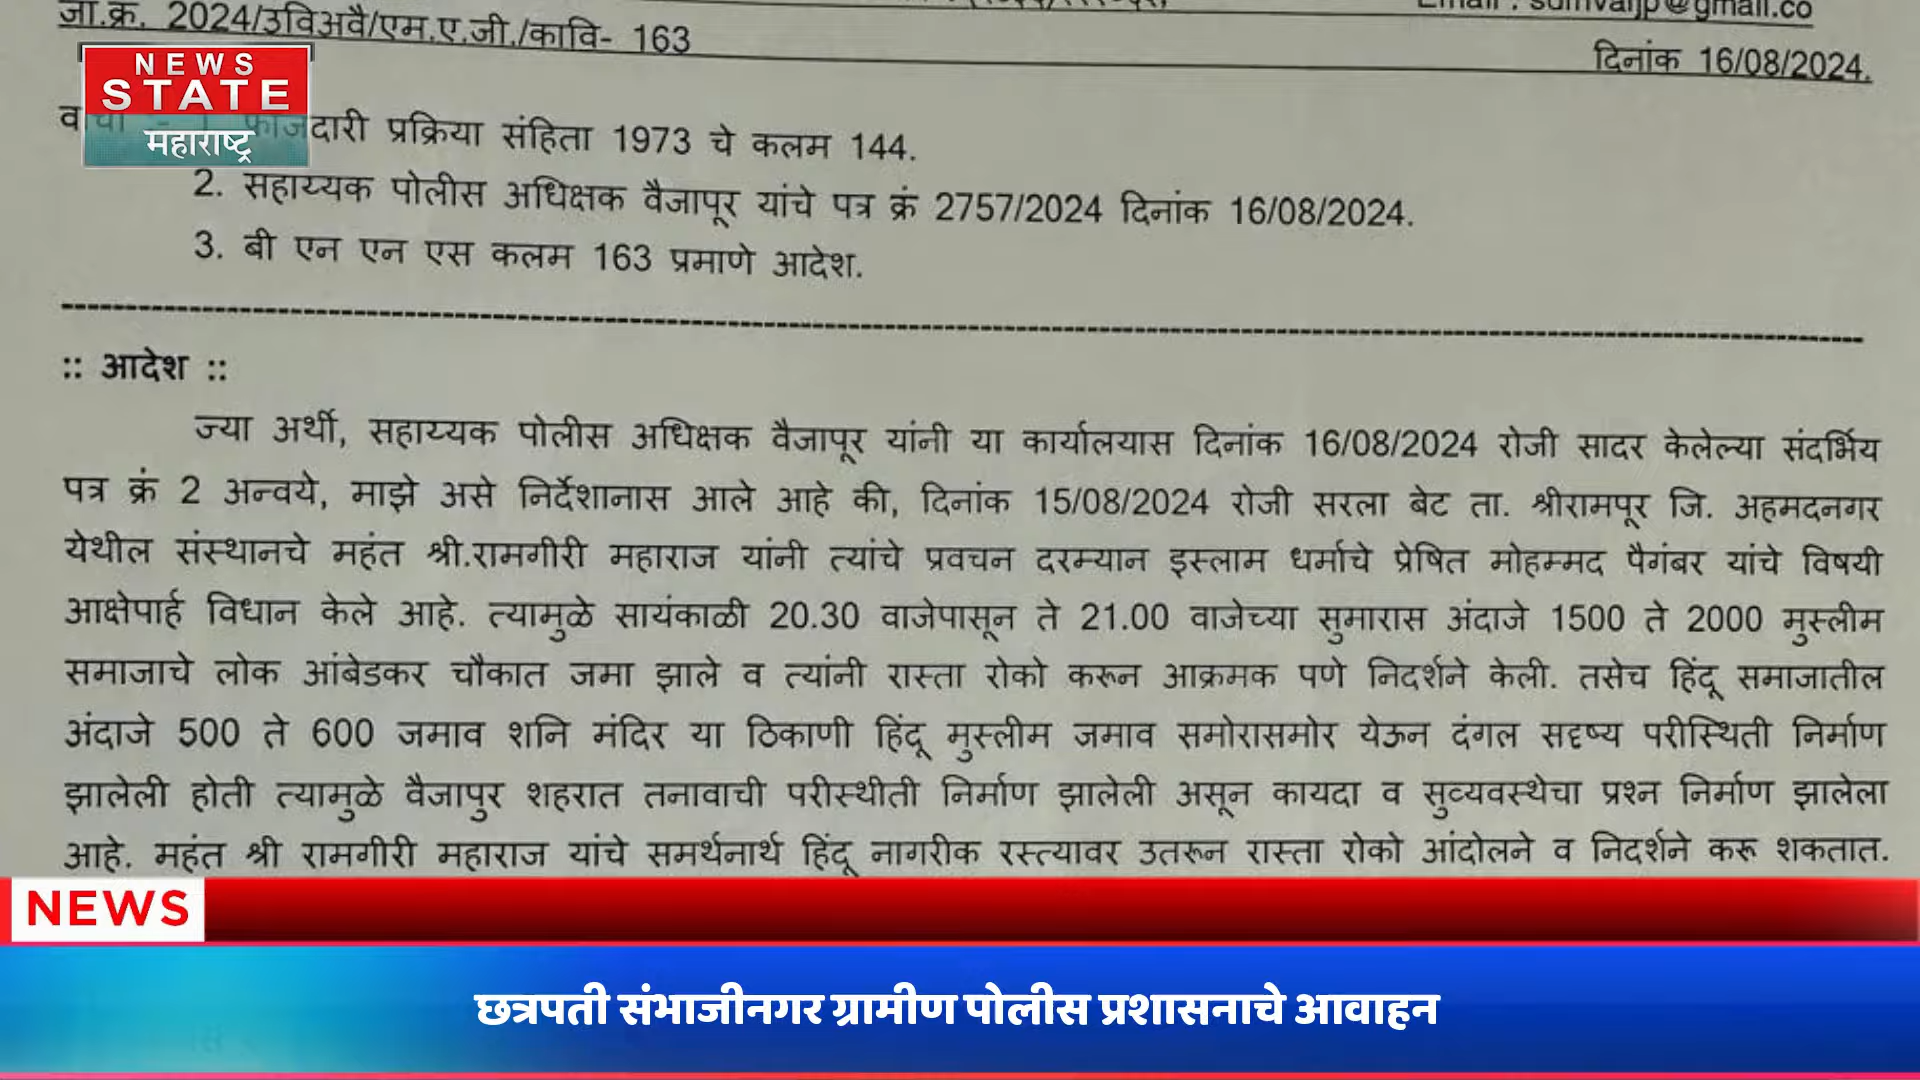 जा.क्र. 2024/उविअवै/एम.ए.जी./कावि- 163
दिनांक 16/08/2024.
NEWS
STATE
महाराष्ट्र
1. फौजदारी प्रक्रिया संहिता 1973 चे कलम 144.
2. सहाय्यक पोलीस अधिक्षक वैजापूर यांचे पत्र क्रं 2757/2024 दिनांक 16/08/2024.
3. बी एन एन एस कलम 163 प्रमाणे आदेश.
:: आदेश ::
ज्या अर्थी, सहाय्यक पोलीस अधिक्षक वैजापूर यांनी या कार्यालयास दिनांक 16/08/2024 रोजी सादर केलेल्या संदर्भिय
पत्र क्रं 2 अन्वये, माझे असे निर्देशानास आले आहे की, दिनांक 15/08/2024 रोजी सरला बेट ता. श्रीरामपूर जि. अहमदनगर
येथील संस्थानचे महंत श्री.रामगीरी महाराज यांनी त्यांचे प्रवचन दरम्यान इस्लाम धर्माचे प्रेषित मोहम्मद पैगंबर यांचे विषयी
आक्षेपार्ह विधान केले आहे. त्यामुळे सायंकाळी 20.30 वाजेपासून ते 21.00 वाजेच्या सुमारास अंदाजे 1500 ते 2000 मुस्लीम
समाजाचे लोक आंबेडकर चौकात जमा झाले व त्यांनी रास्ता रोको करून आक्रमक पणे निदर्शने केली. तसेच हिंदू समाजातील
अंदाजे 500 ते 600 जमाव शनि मंदिर या ठिकाणी हिंदू मुस्लीम जमाव समोरासमोर येऊन दंगल सदृष्य परीस्थिती निर्माण
झालेली होती त्यामुळे वैजापुर शहरात तनावाची परीस्थीती निर्माण झालेली असून कायदा व सुव्यवस्थेचा प्रश्न निर्माण झालेला
आहे. महंत श्री रामगीरी महाराज यांचे समर्थनार्थ हिंदू नागरीक रस्त्यावर उतरून रास्ता रोको आंदोलने व निदर्शने करू शकतात.
NEWS
छत्रपती संभाजीनगर ग्रामीण पोलीस प्रशासनाचे आवाहन